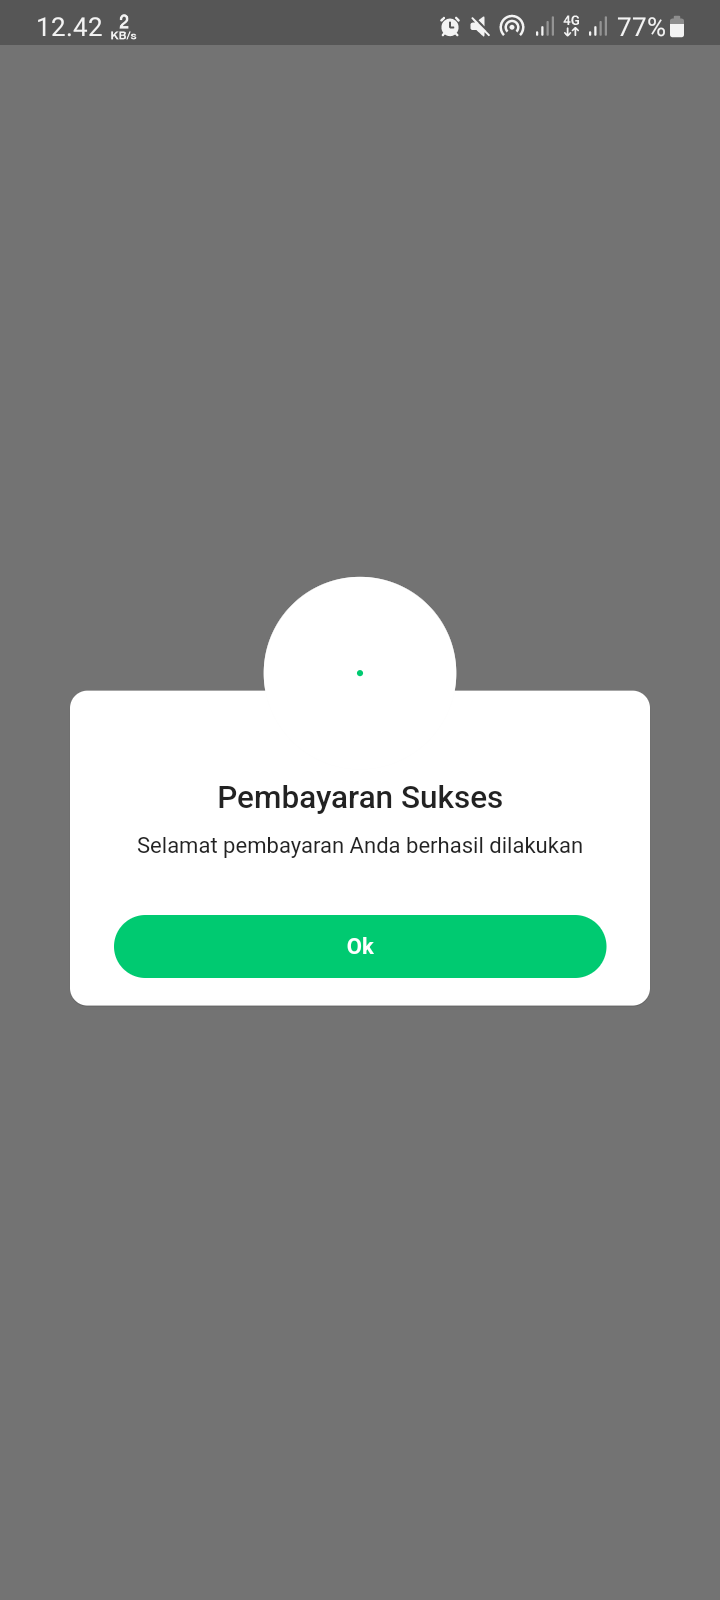 12.42 2 KB/s 4G 77%
Pembayaran Sukses
Selamat pembayaran Anda berhasil dilakukan
Ok